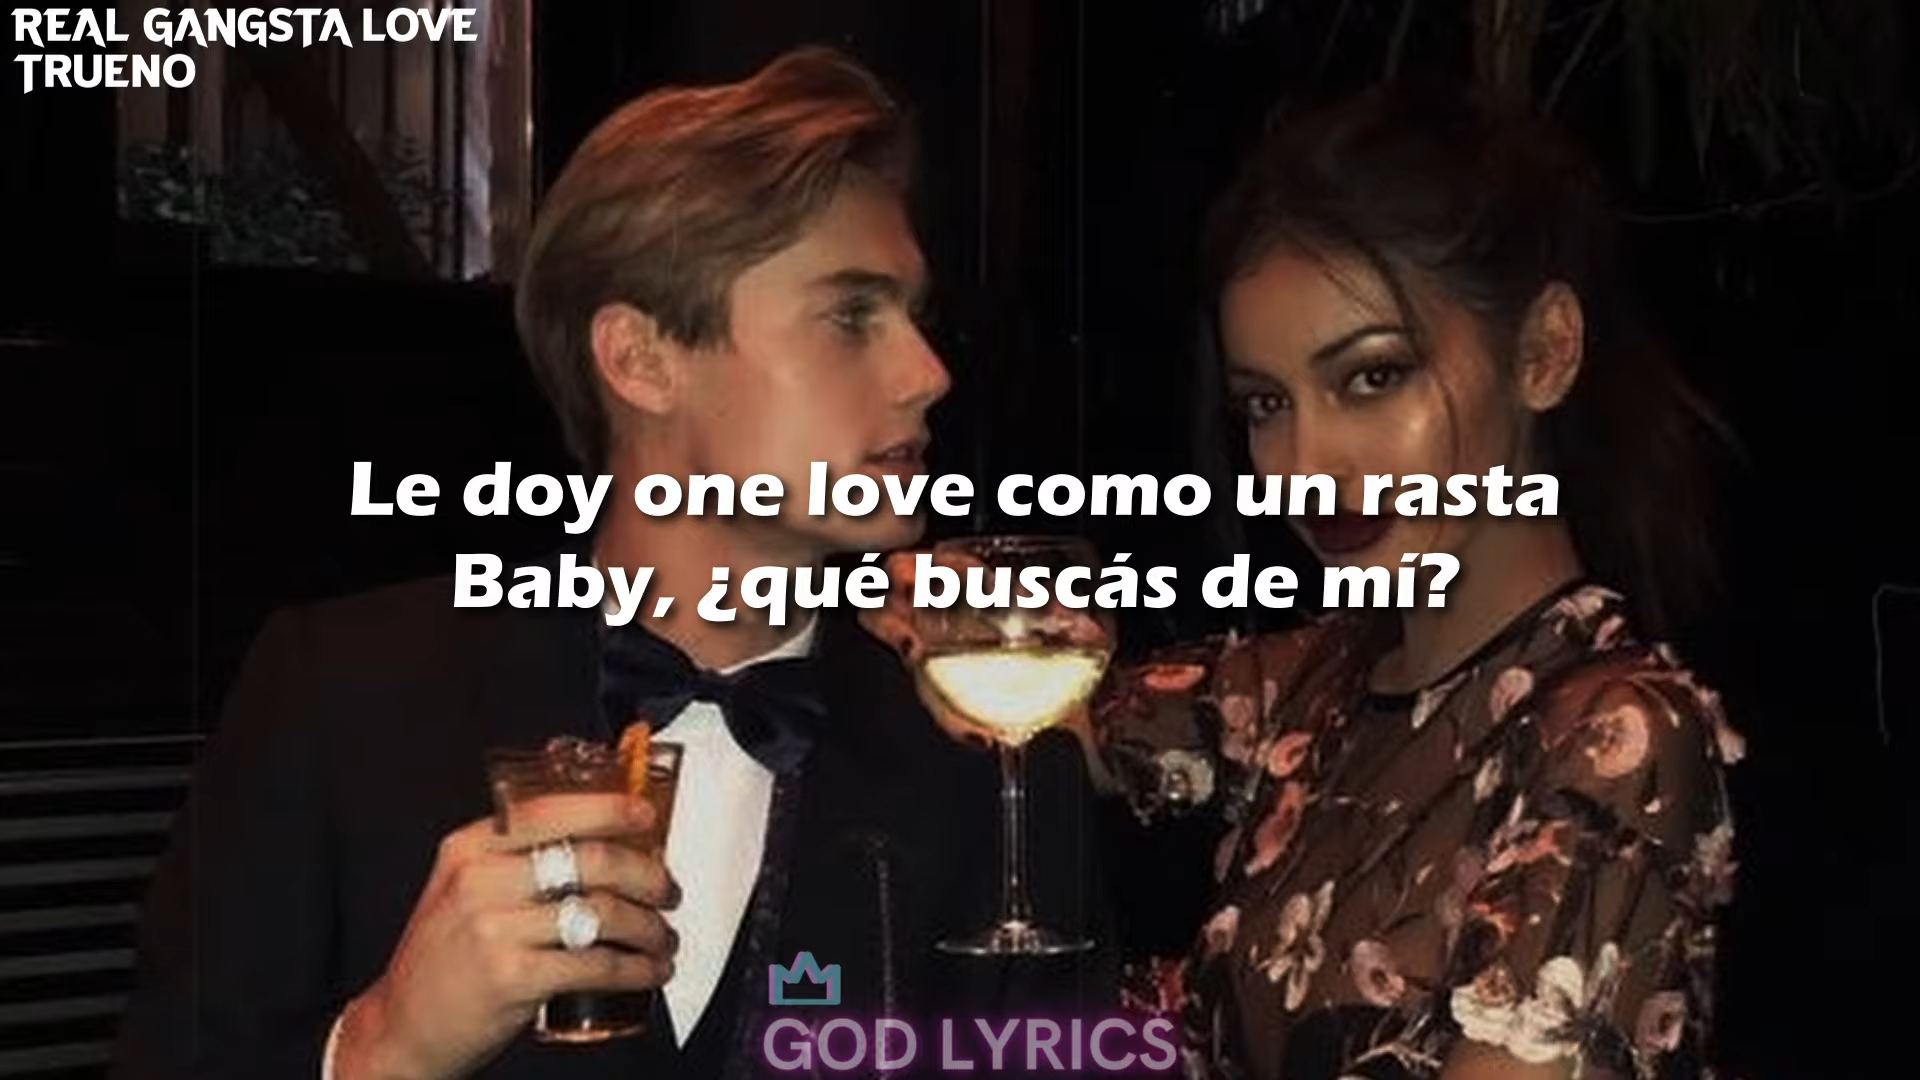 REAL GANGSTA LOVE
TRUENO
Le doy one love como un rasta
Baby, ¿qué buscás de mí?
GOD LYRICS